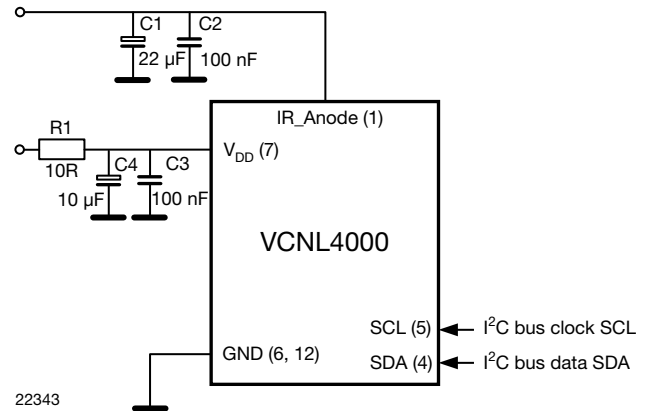 C1
C2
22 µF
100 nF
IR_Anode (1)
R1
10R
C4
C3
10 µF
100 nF
V_DD (7)
VCNL4000
SCL (5)
I²C bus clock SCL
GND (6, 12)
SDA (4)
I²C bus data SDA
22343